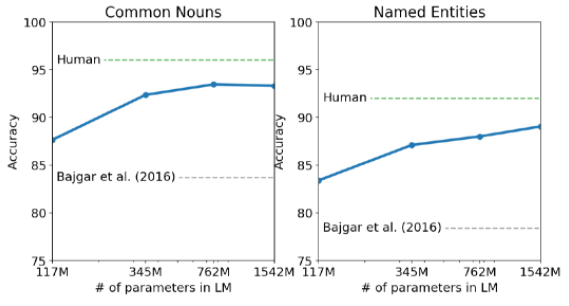 Common Nouns
100
95
90
85
80
75
Accuracy
Human
Bajgar et al. (2016)
117M 345M 762M 1542M
# of parameters in LM
Named Entities
100
95
90
85
80
75
Accuracy
Human
Bajgar et al. (2016)
117M 345M 762M 1542M
# of parameters in LM